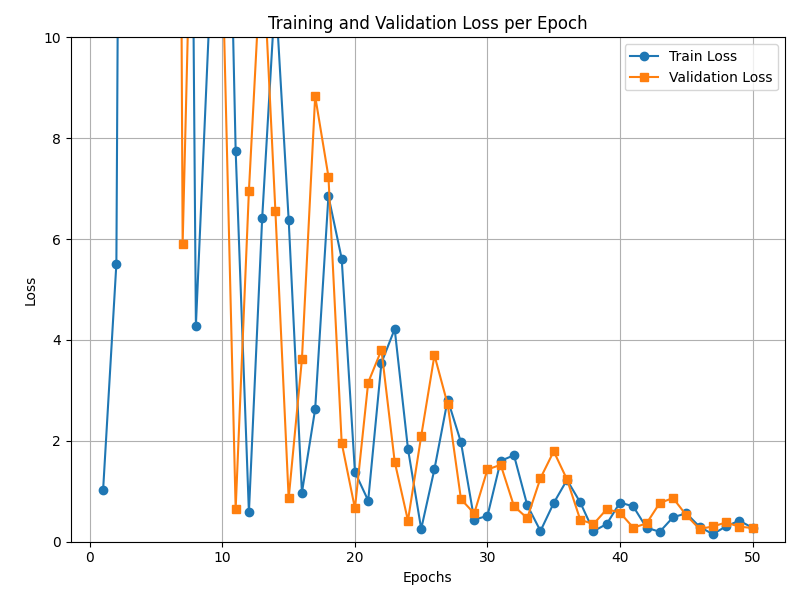 Training and Validation Loss per Epoch
Train Loss
Validation Loss
10
8
6
4
2
0
Loss
0 10 20 30 40 50
Epochs